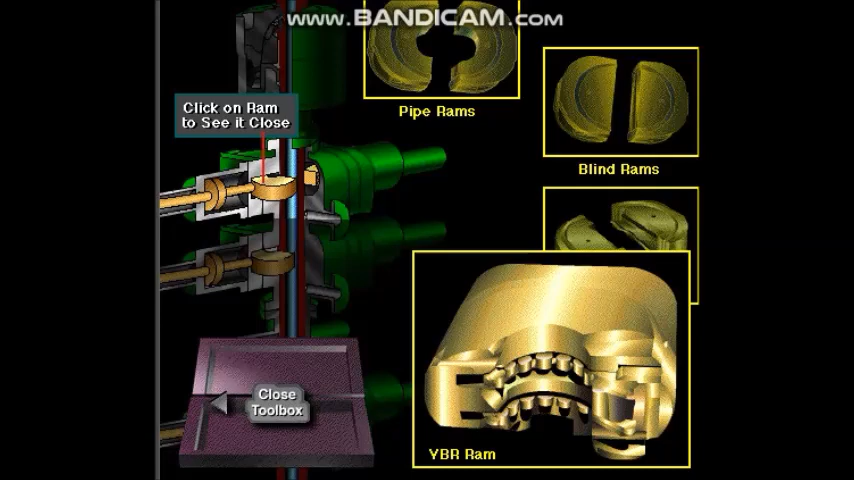 www.BANDICAM.com
Click on Ram
to See it Close
Pipe Rams
Blind Rams
Close
Toolbox
YBR Ram